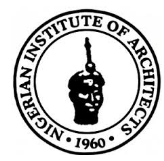 NIGERIAN INSTITUTE OF ARCHITECTS
• 1960 •